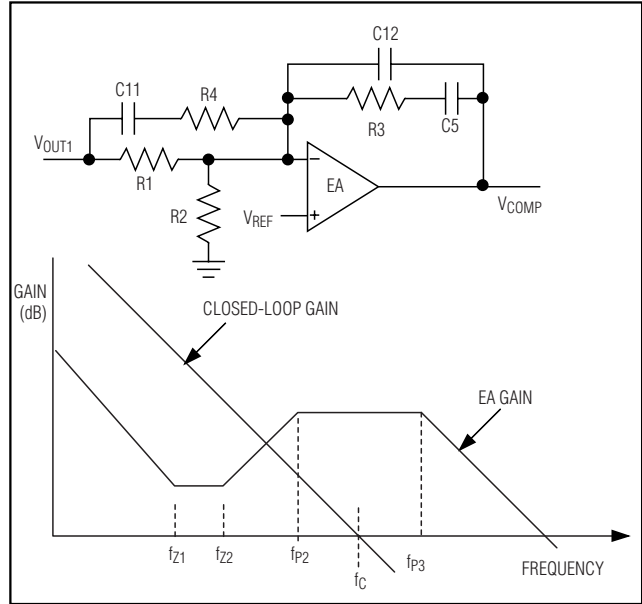 C12
C11
R4
R3
C5
VOUT1
R1
EA
R2
VREF
VCOMP
GAIN
(dB)
CLOSED-LOOP GAIN
EA GAIN
fZ1
fZ2
fP2
fC
fP3
FREQUENCY